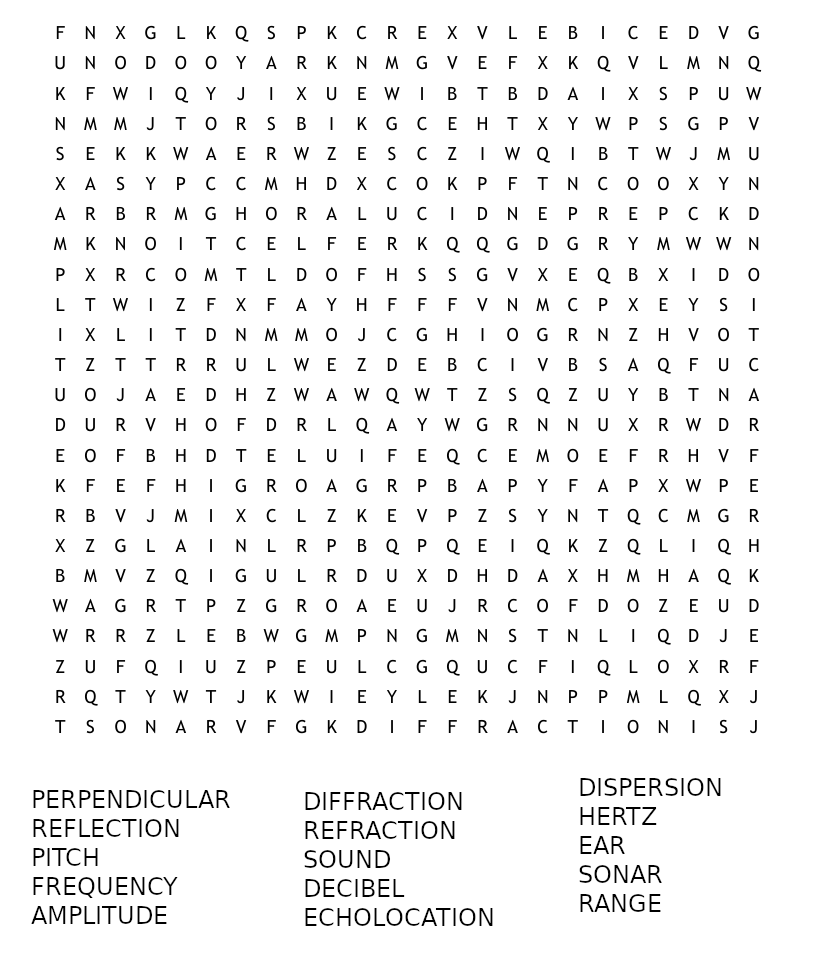 F N X G L K Q S P K C R E X V L E B I C E D V G
U N O D O O Y A R K N M G V E F X K Q V L M N Q
K F W I Q Y J I X U E W I B T B D A I X S P U W
N M M J T O R S B I K G C E H T X Y W P S G P V
S E K K W A E R W Z E S C Z I W Q I B T W J M U
X A S Y P C C M H D X C O K P F T N C O O X Y N
A R B R M G H O R A L U C I D N E P R E P C K D
M K N O I T C E L F E R K Q Q G D G R Y M W W N
P X R C O M T L D O F H S S G V X E Q B X I D O
L T W I Z F X F A Y H F F F V N M C P X E Y S I
I X L I T D N M M O J C G H I O G R N Z H V O T
T Z T T R R U L W E Z D E B C I V B S A Q F U C
U O J A E D H Z W A W Q W T Z S Q Z U Y B T N A
D U R V H O F D R L Q A Y W G R N N U X R W D R
E O F B H D T E L U I F E Q C E M O E F R H V F
K F E F H I G R O A G R P B A P Y F A P X W P E
R B V J M I X C L Z K E V P Z S Y N T Q C M G R
X Z G L A I N L R P B Q P Q E I Q K Z Q L I Q H
B M V Z Q I G U L R D U X D H D A X H M H A Q K
W A G R T P Z G R O A E U J R C O F D O Z E U D
W R R Z L E B W G M P N G M N S T N L I Q D J E
Z U F Q I U Z P E U L C G Q U C F I Q L O X R F
R Q T Y W T J K W I E Y L E K J N P P M L Q X J
T S O N A R V F G K D I F F R A C T I O N I S J
PERPENDICULAR
REFLECTION
PITCH
FREQUENCY
AMPLITUDE
DIFFRACTION
REFRACTION
SOUND
DECIBEL
ECHOLOCATION
DISPERSION
HERTZ
EAR
SONAR
RANGE